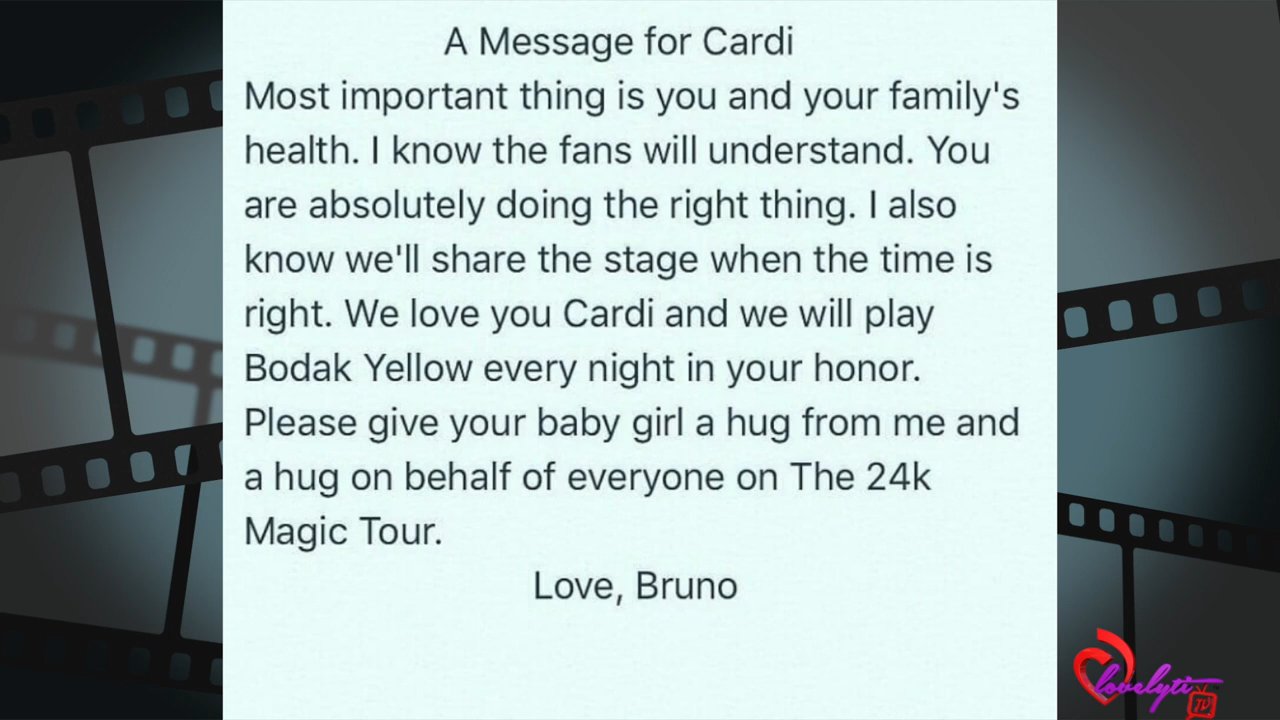 A Message for Cardi
Most important thing is you and your family's
health. I know the fans will understand. You
are absolutely doing the right thing. I also
know we'll share the stage when the time is
right. We love you Cardi and we will play
Bodak Yellow every night in your honor.
Please give your baby girl a hug from me and
a hug on behalf of everyone on The 24k
Magic Tour.
Love, Bruno
lovelyti
TV